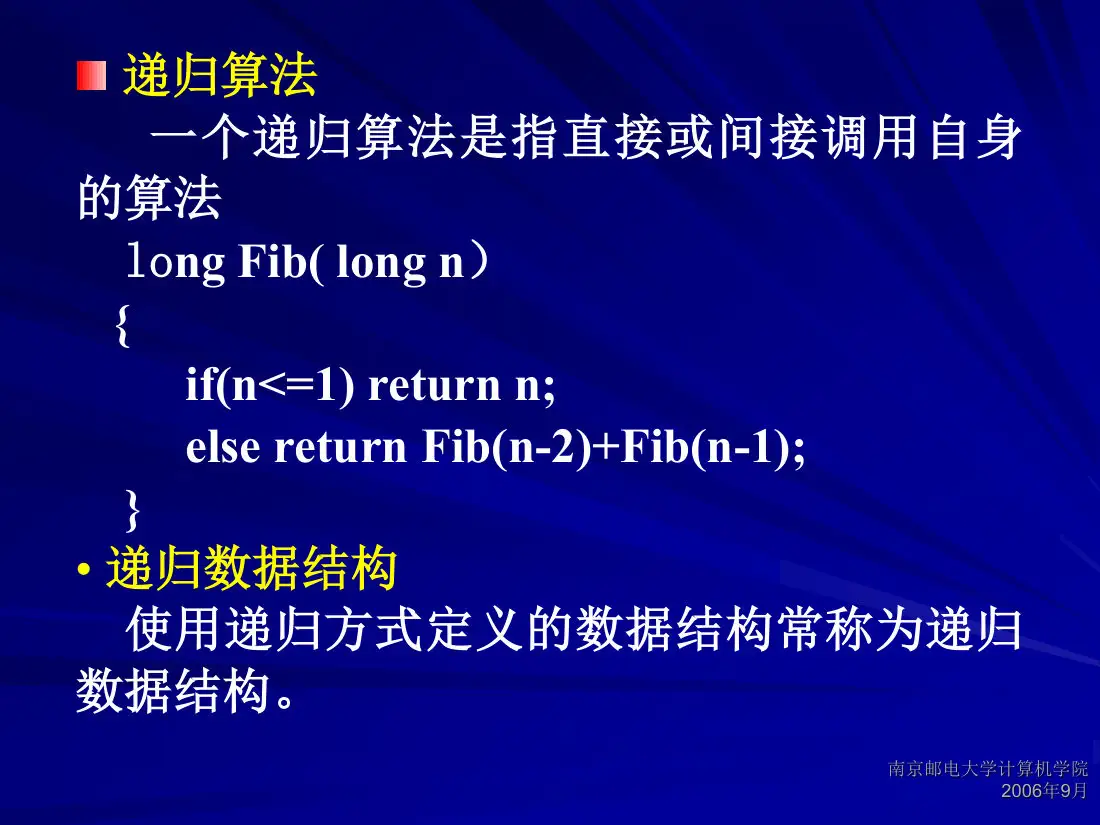 递归算法
一个递归算法是指直接或间接调用自身
的算法
long Fib( long n）
{
if(n<=1) return n;
else return Fib(n-2)+Fib(n-1);
}
• 递归数据结构
使用递归方式定义的数据结构常称为递归
数据结构。
南京邮电大学计算机学院
2006年9月